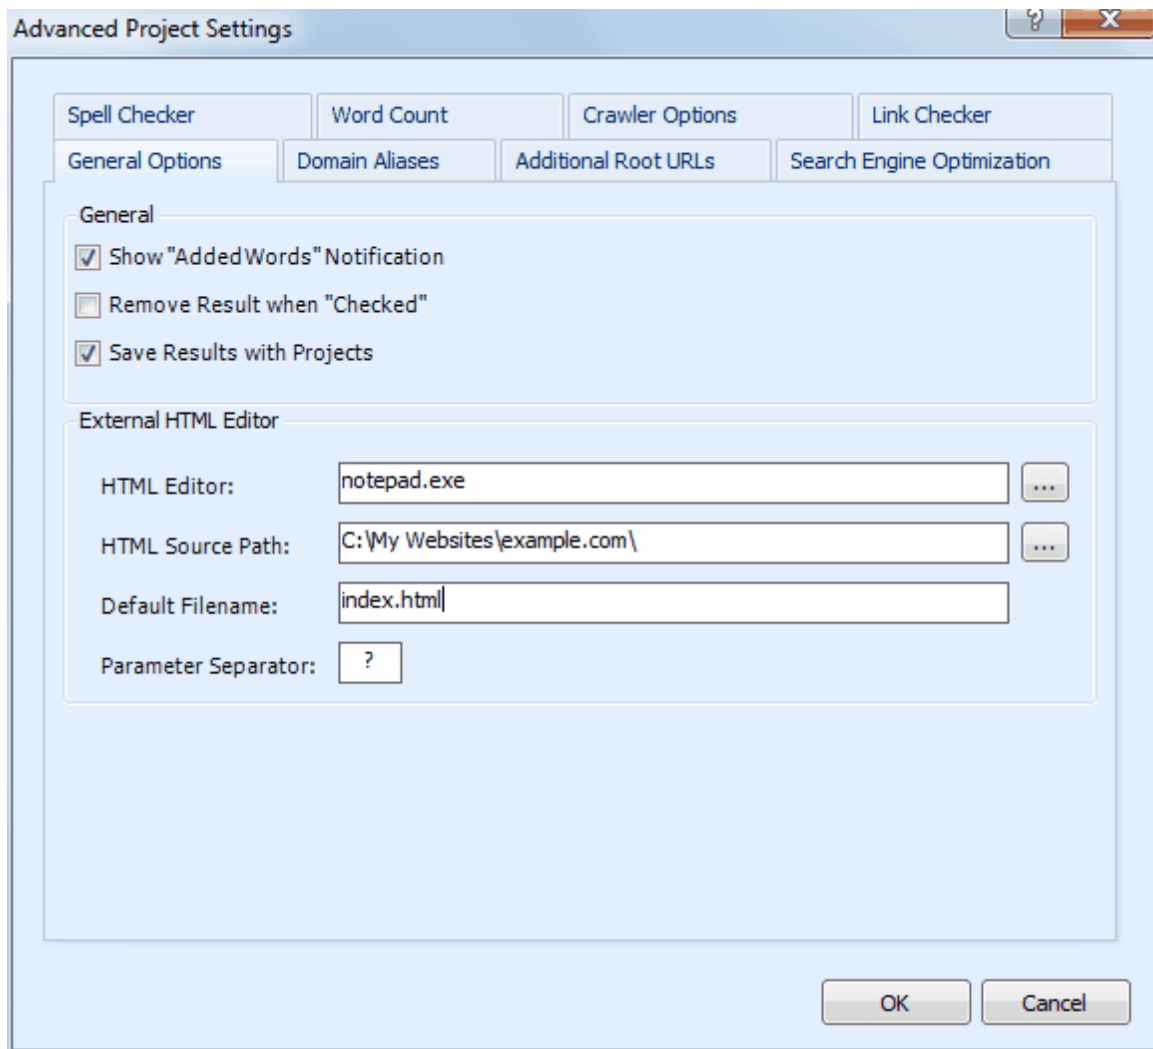 Advanced Project Settings
?
X
Spell Checker Word Count Crawler Options Link Checker
General Options Domain Aliases Additional Root URLs Search Engine Optimization
General
Show "Added Words" Notification
Remove Result when "Checked"
Save Results with Projects
External HTML Editor
HTML Editor: notepad.exe ...
HTML Source Path: C:\My Websites\example.com\ ...
Default Filename: index.html
Parameter Separator: ?
OK Cancel